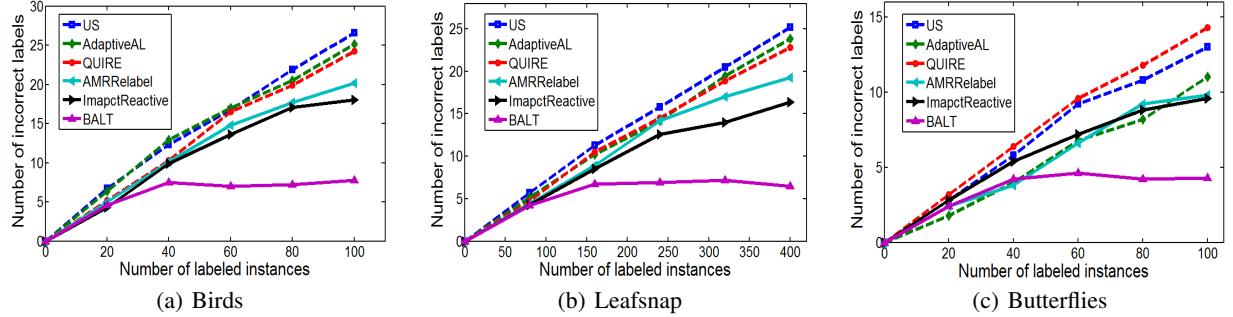 Number of incorrect labels
30
25
20
15
10
5
0
US
AdaptiveAL
QUIRE
AMRRelabel
ImapctReactive
BALT
0 20 40 60 80 100
Number of labeled instances
(a) Birds
Number of incorrect labels
25
20
15
10
5
0
US
AdaptiveAL
QUIRE
AMRRelabel
ImapctReactive
BALT
0 50 100 150 200 250 300 350 400
Number of labeled instances
(b) Leafsnap
Number of incorrect labels
15
10
5
0
US
AdaptiveAL
QUIRE
AMRRelabel
ImapctReactive
BALT
0 20 40 60 80 100
Number of labeled instances
(c) Butterflies